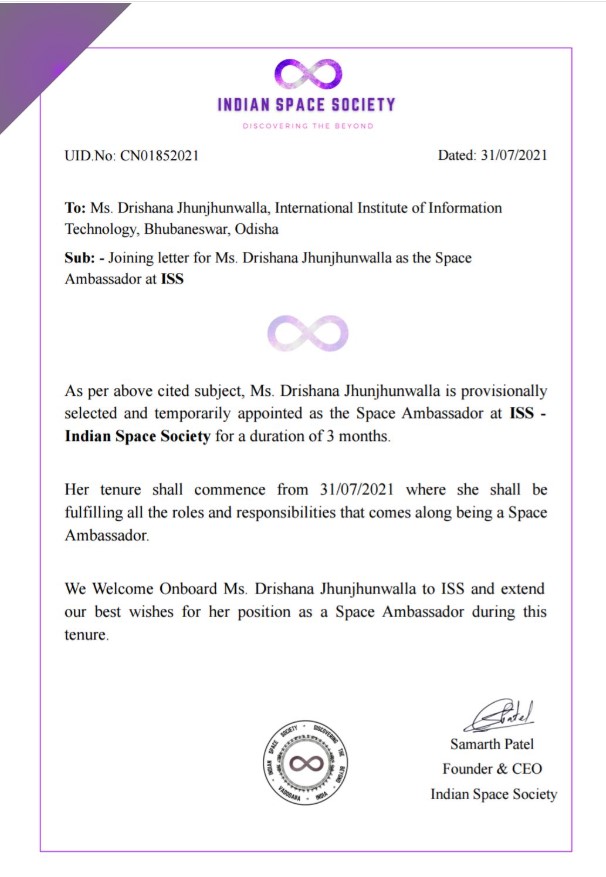 INDIAN SPACE SOCIETY
DISCOVERING THE BEYOND
UID.No: CN01852021 Dated: 31/07/2021
To: Ms. Drishana Jhunjhunwalla, International Institute of Information
Technology, Bhubaneswar, Odisha
Sub: - Joining letter for Ms. Drishana Jhunjhunwalla as the Space
Ambassador at ISS
As per above cited subject, Ms. Drishana Jhunjhunwalla is provisionally
selected and temporarily appointed as the Space Ambassador at ISS -
Indian Space Society for a duration of 3 months.
Her tenure shall commence from 31/07/2021 where she shall be
fulfilling all the roles and responsibilities that comes along being a Space
Ambassador.
We Welcome Onboard Ms. Drishana Jhunjhunwalla to ISS and extend
our best wishes for her position as a Space Ambassador during this
tenure.
INDIAN SPACE SOCIETY · DISCOVERING THE BEYOND · VADODARA · INDIA
SPatel
Samarth Patel
Founder & CEO
Indian Space Society